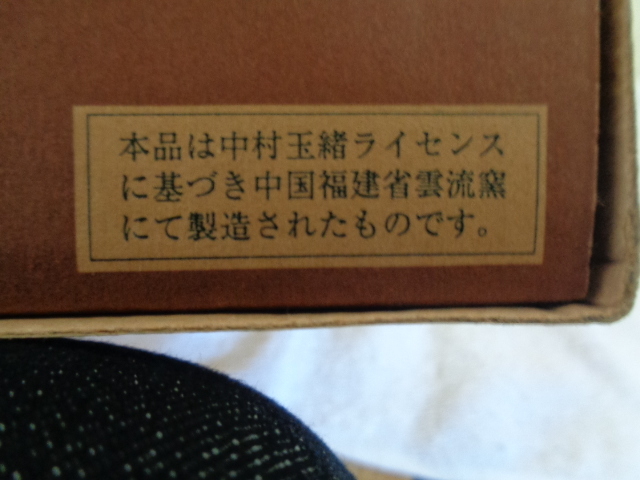 本品は中村玉緒ライセンス
に基づき中国福建省雲流窯
にて製造されたものです。